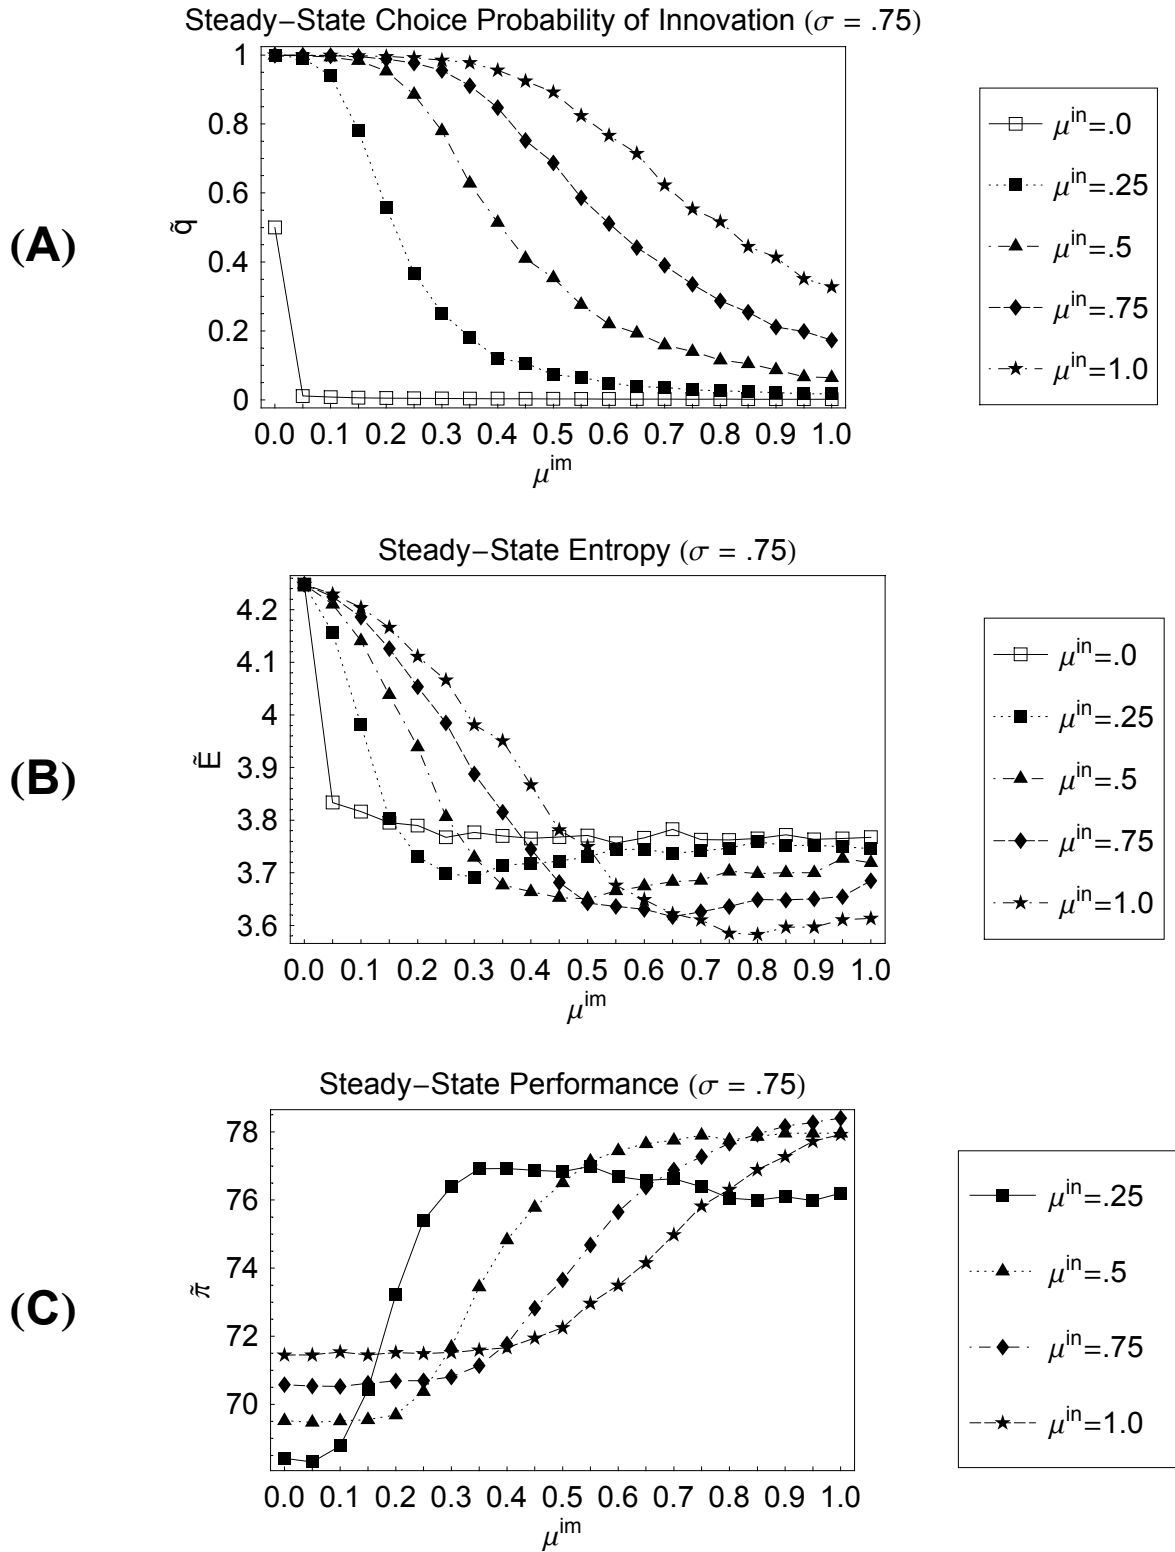 Steady−State Choice Probability of Innovation (σ = .75)
(A)
q̃
1
0.8
0.6
0.4
0.2
0
0.0 0.1 0.2 0.3 0.4 0.5 0.6 0.7 0.8 0.9 1.0
μ^im
μ^in=.0
μ^in=.25
μ^in=.5
μ^in=.75
μ^in=1.0
Steady−State Entropy (σ = .75)
(B)
Ẽ
4.2
4.1
4
3.9
3.8
3.7
3.6
0.0 0.1 0.2 0.3 0.4 0.5 0.6 0.7 0.8 0.9 1.0
μ^im
μ^in=.0
μ^in=.25
μ^in=.5
μ^in=.75
μ^in=1.0
Steady−State Performance (σ = .75)
(C)
π̃
78
76
74
72
70
0.0 0.1 0.2 0.3 0.4 0.5 0.6 0.7 0.8 0.9 1.0
μ^im
μ^in=.25
μ^in=.5
μ^in=.75
μ^in=1.0